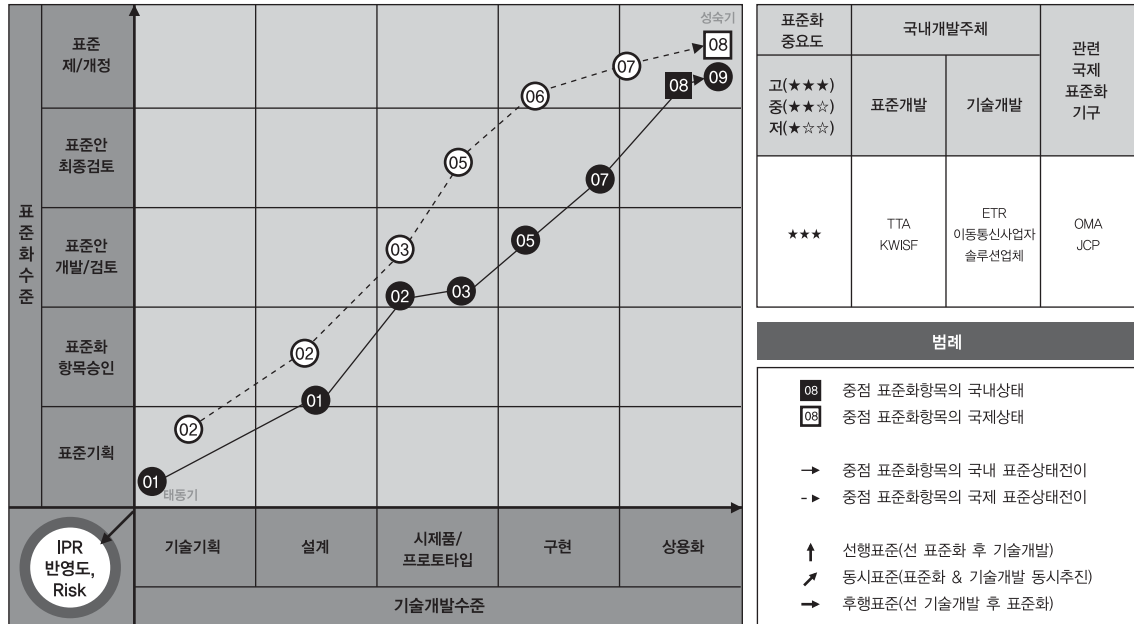 표준화수준
표준
제/개정
표준안
최종검토
표준안
개발/검토
표준화
항목승인
표준기획
성숙기
08
07
08
09
06
05
07
03
05
02
03
02
01
02
01
태동기
IPR
반영도,
Risk
기술기획
설계
시제품/
프로토타입
구현
상용화
기술개발수준
표준화
중요도
국내개발주체
관련
국제
표준화
기구
고(★★★)
중(★★☆)
저(★☆☆)
표준개발
기술개발
★★★
TTA
KWISF
ETR
이동통신사업자
솔루션업체
OMA
JCP
범례
08 중점 표준화항목의 국내상태
08 중점 표준화항목의 국제상태
중점 표준화항목의 국내 표준상태전이
중점 표준화항목의 국제 표준상태전이
선행표준(선 표준화 후 기술개발)
동시표준(표준화 & 기술개발 동시추진)
후행표준(선 기술개발 후 표준화)